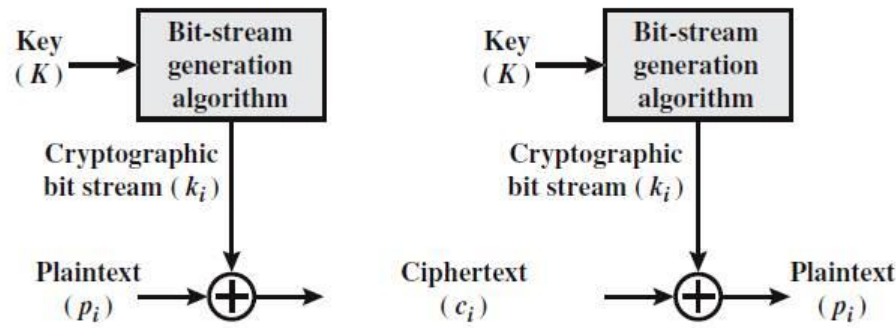 Key
(K)
Bit-stream
generation
algorithm
Cryptographic
bit stream (kᵢ)
Plaintext
(pᵢ)
Key
(K)
Bit-stream
generation
algorithm
Cryptographic
bit stream (kᵢ)
Ciphertext
(cᵢ)
Plaintext
(pᵢ)